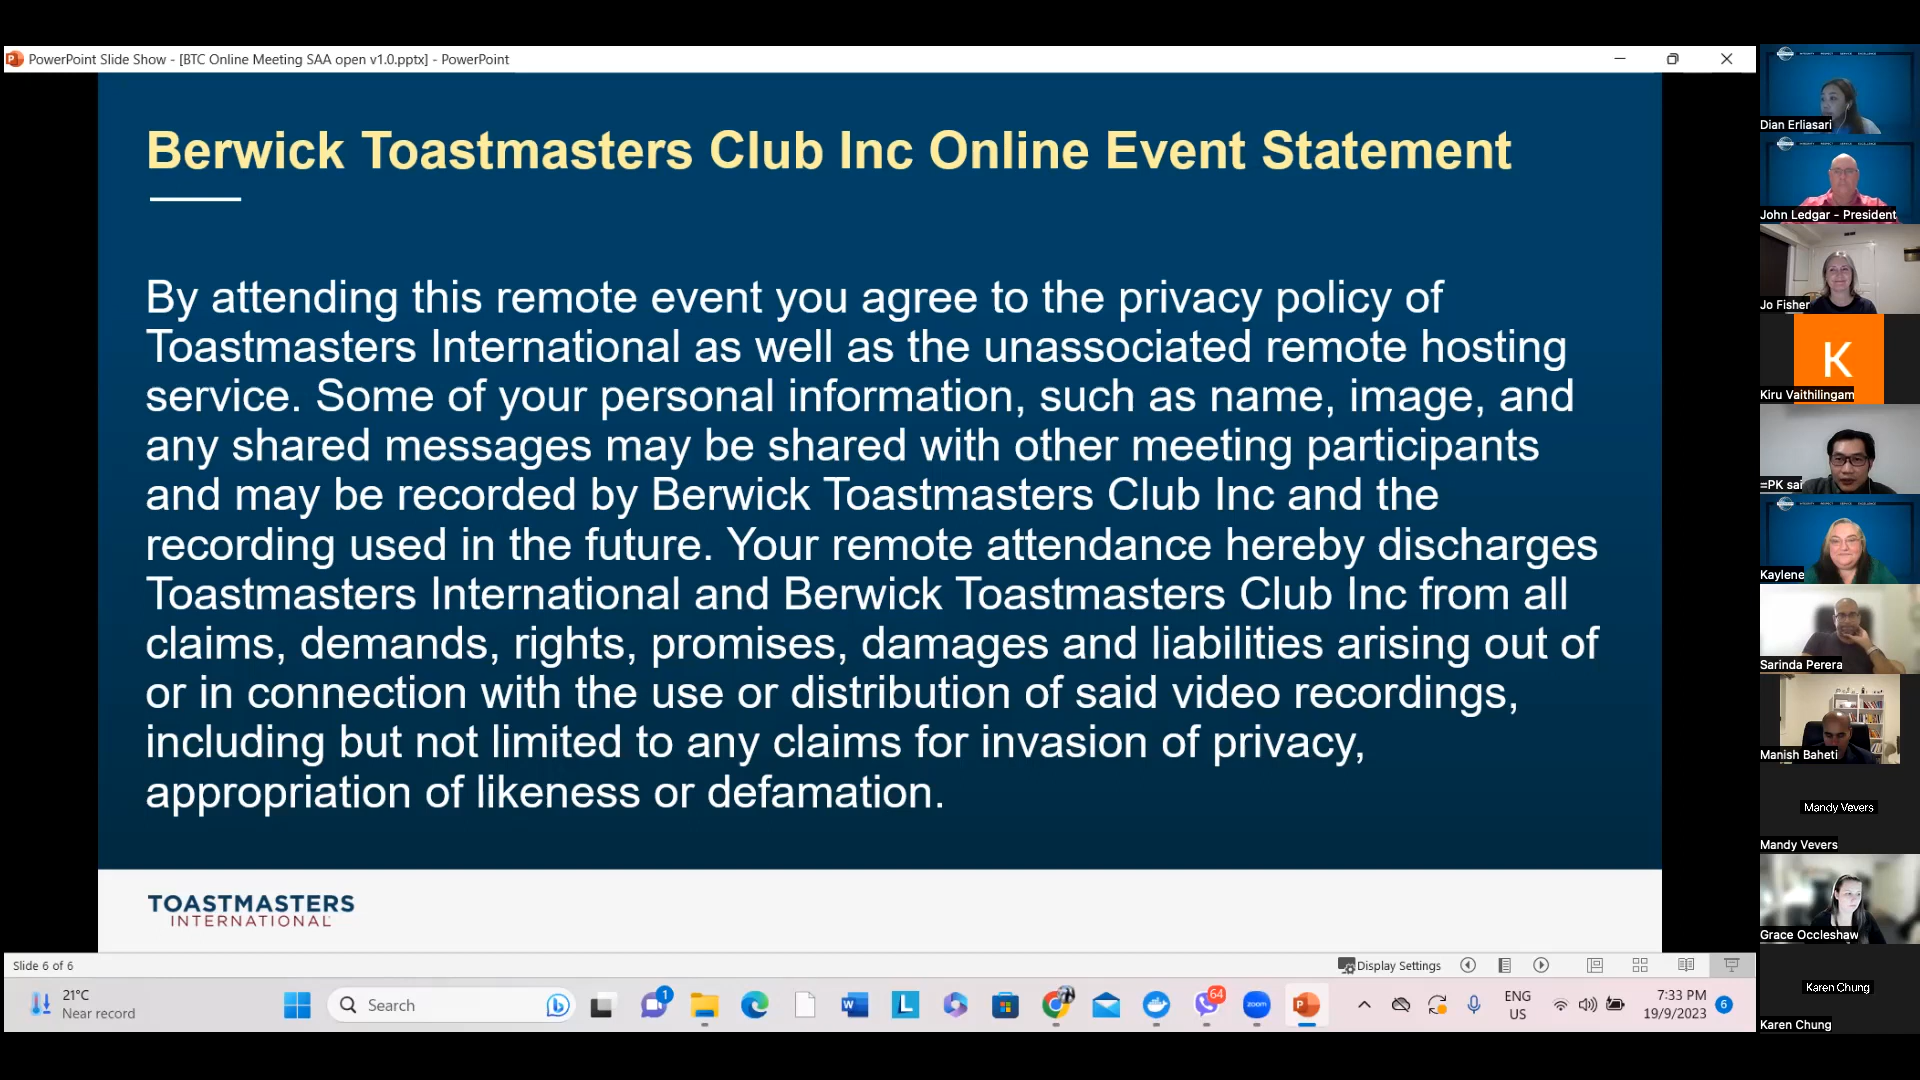 PowerPoint Slide Show - [BTC Online Meeting SAA open v1.0.pptx] - PowerPoint
Berwick Toastmasters Club Inc Online Event Statement
By attending this remote event you agree to the privacy policy of
Toastmasters International as well as the unassociated remote hosting
service. Some of your personal information, such as name, image, and
any shared messages may be shared with other meeting participants
and may be recorded by Berwick Toastmasters Club Inc and the
recording used in the future. Your remote attendance hereby discharges
Toastmasters International and Berwick Toastmasters Club Inc from all
claims, demands, rights, promises, damages and liabilities arising out of
or in connection with the use or distribution of said video recordings,
including but not limited to any claims for invasion of privacy,
appropriation of likeness or defamation.
TOASTMASTERS
INTERNATIONAL
Slide 6 of 6
Display Settings
21°C
Near record
Search
1
64
zoom
ENG
US
7:33 PM
19/9/2023
6
Dian Erliasari
John Ledgar - President
Jo Fisher
K
Kiru Vaithilingam
=PK sai
Kaylene
Sarinda Perera
Manish Baheti
Mandy Vevers
Mandy Vevers
Grace Occleshaw
Karen Chung
Karen Chung